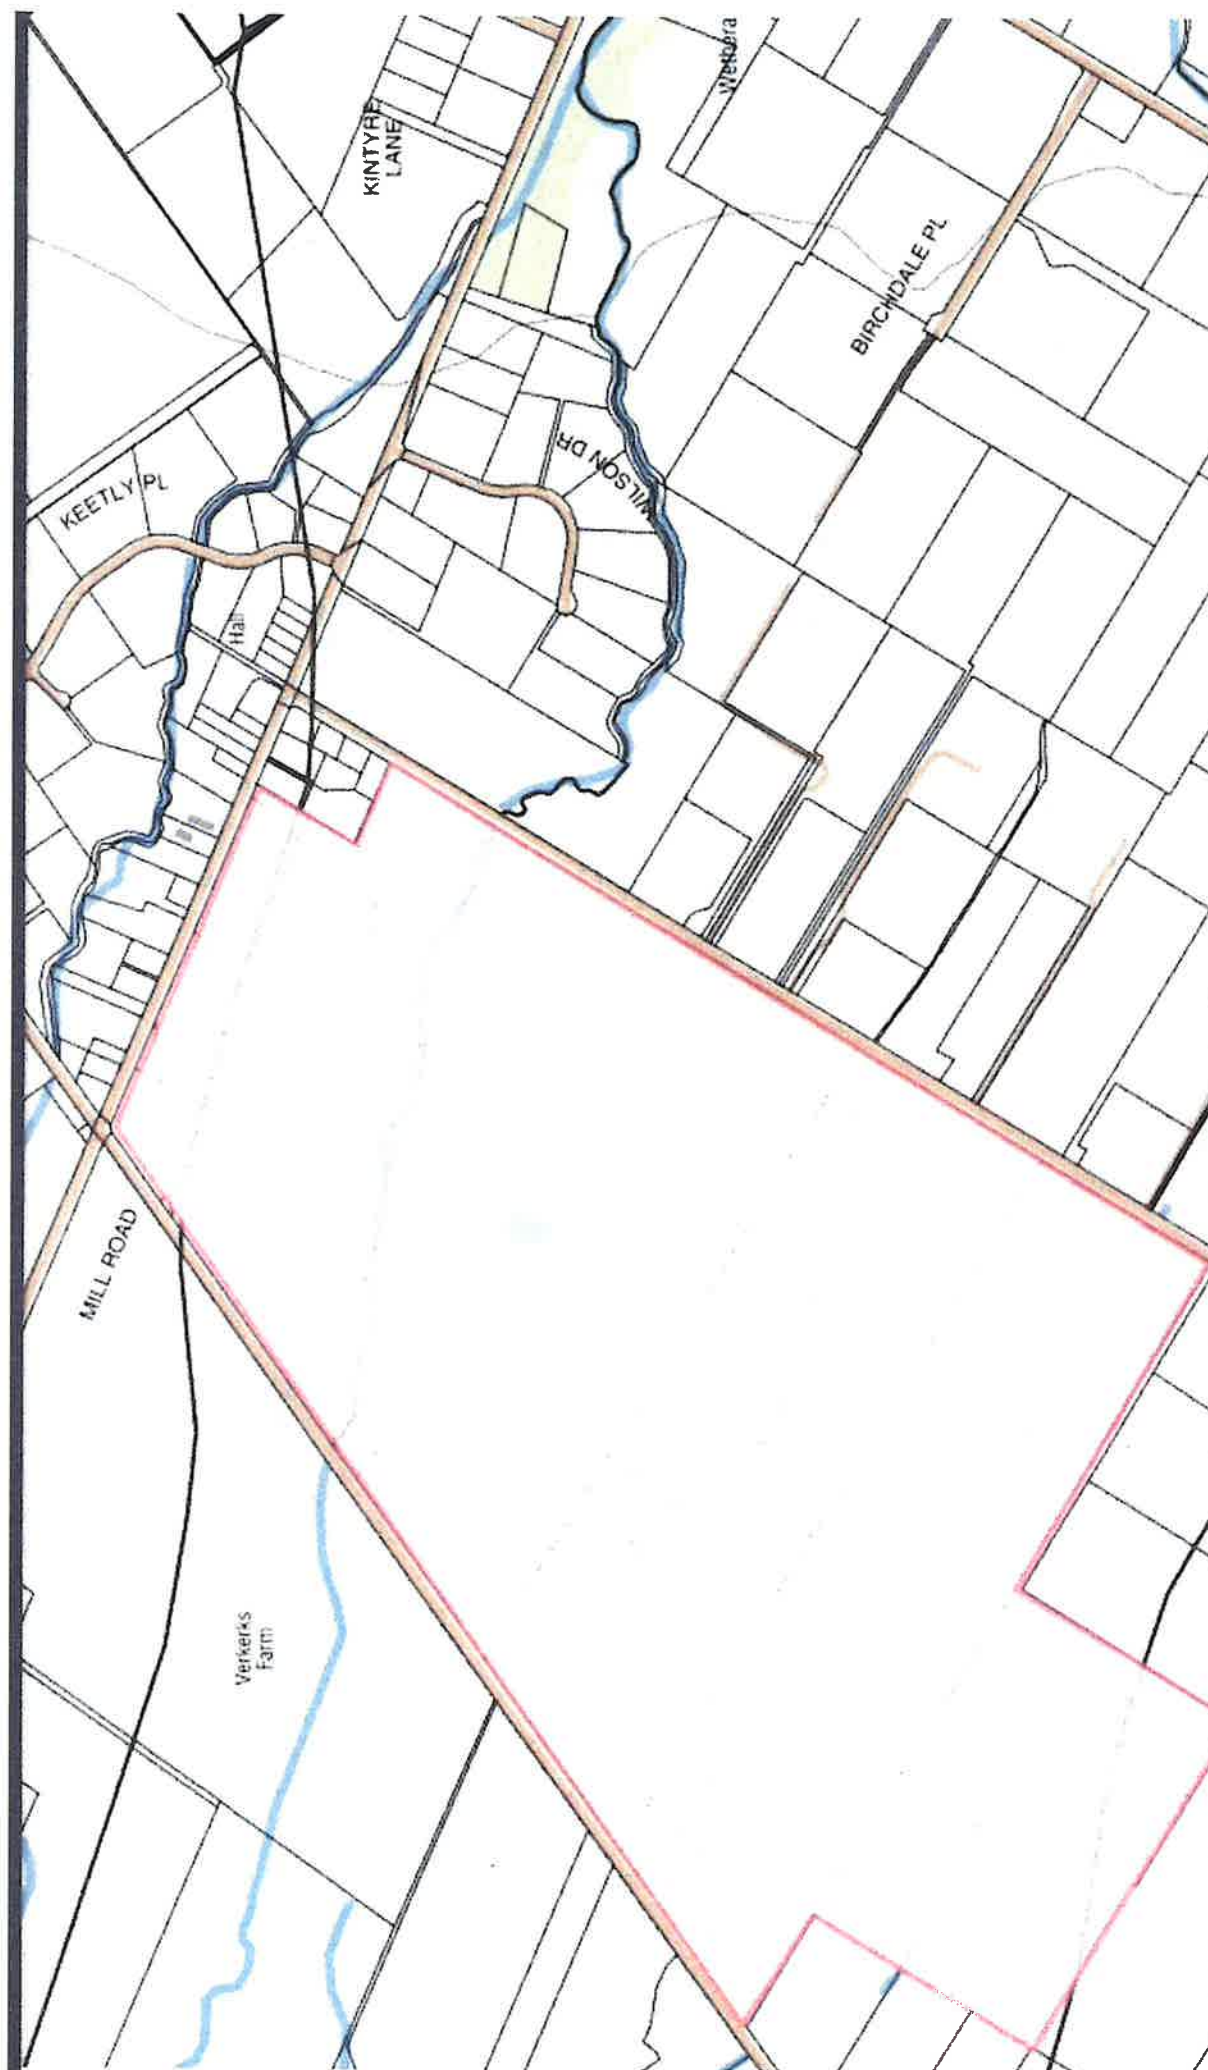 KINTYRE
LANE
KEETLY PL
WILSON DR
BIRCHDALE PL
Hall
MILL ROAD
Verkerks
Farm